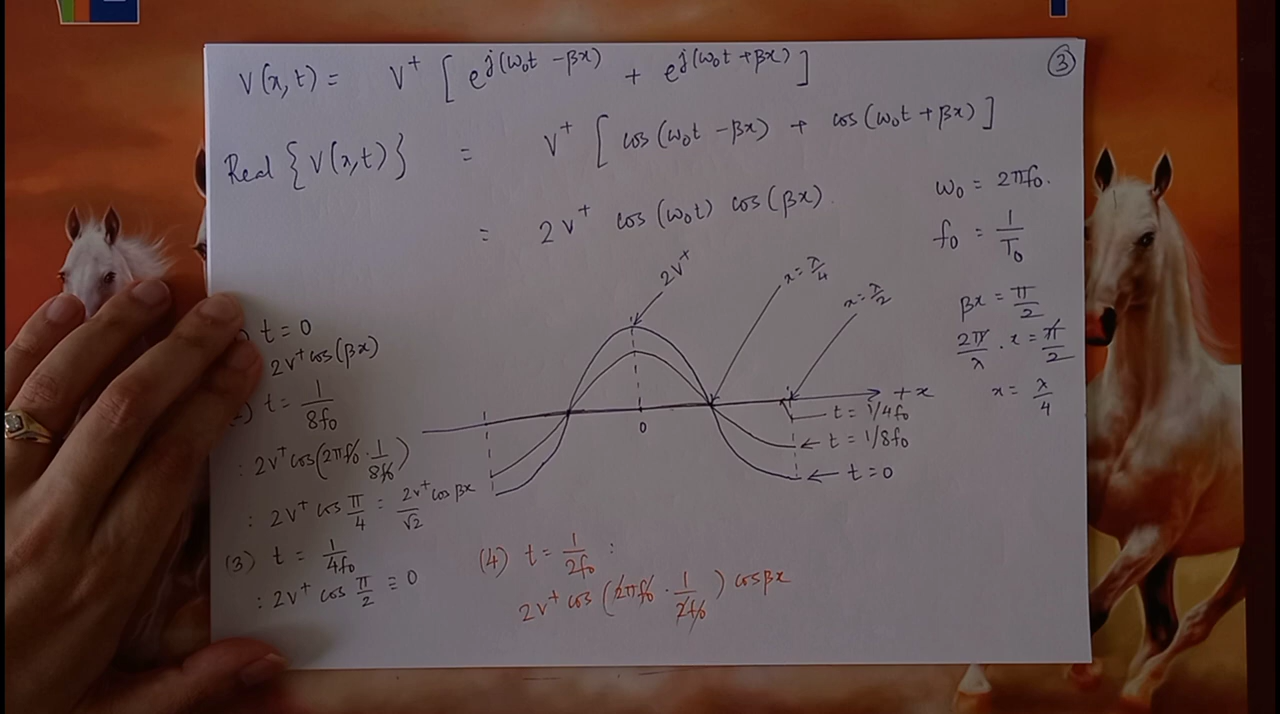 V(x,t) = V⁺ [ e^{j(ω₀t − βx)} + e^{j(ω₀t + βx)} ]
③
Real {V(x,t)} = V⁺ [ cos(ω₀t − βx) + cos(ω₀t + βx) ]
= 2V⁺ cos(ω₀t) cos(βx).
ω₀ = 2πf₀.
f₀ = 1/T₀
βx = π/2
2π/λ . x = π/2
x = λ/4
2V⁺
x = λ/4
x = λ/2
+x
0
t = 1/4f₀
t = 1/8f₀
t = 0
) t = 0
2V⁺cos(βx)
2) t = 1/8f₀
: 2V⁺cos(2πf₀ . 1/8f₀)
: 2V⁺ cos π/4 = 2V⁺ cos βx/√2
(3) t = 1/4f₀
: 2V⁺ cos π/2 = 0
(4) t = 1/2f₀ :
2V⁺ cos (2πf₀ . 1/2f₀) cosβx